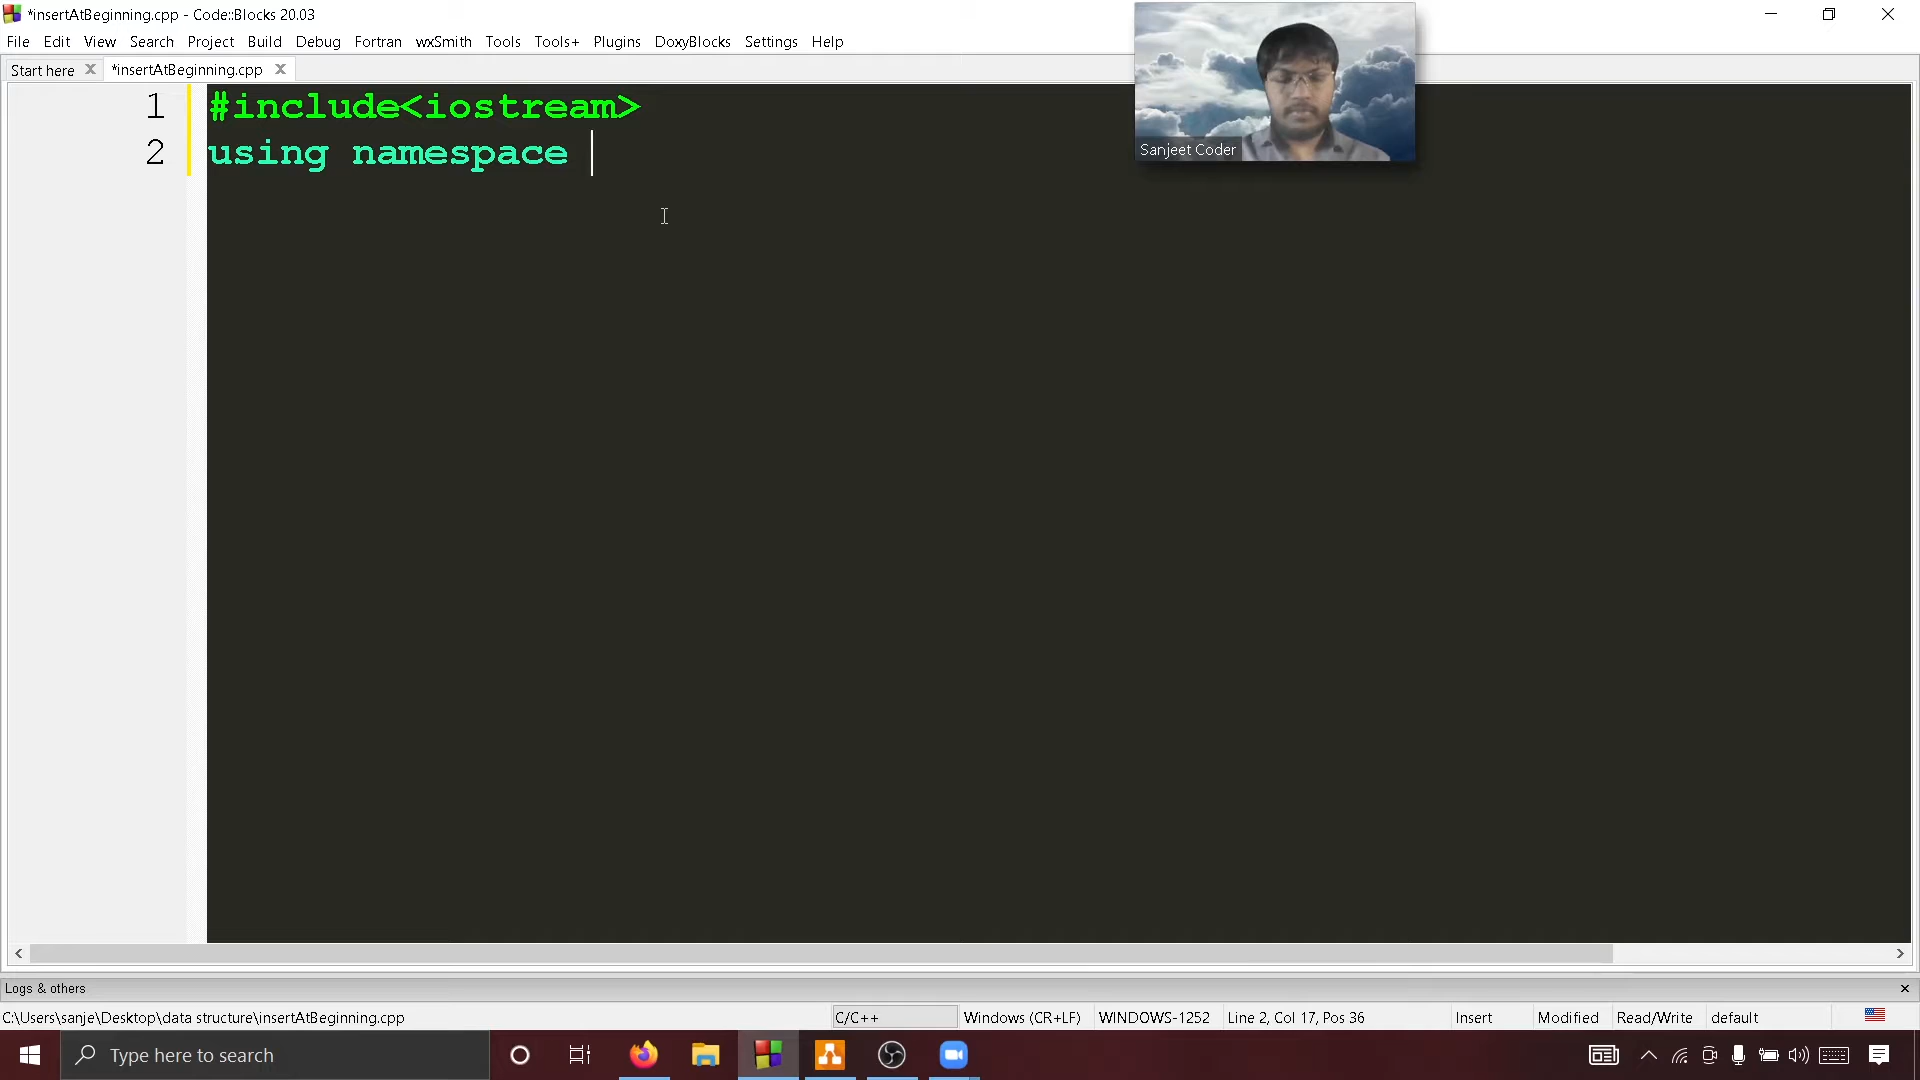 *insertAtBeginning.cpp - Code::Blocks 20.03
File Edit View Search Project Build Debug Fortran wxSmith Tools Tools+ Plugins DoxyBlocks Settings Help
Start here *insertAtBeginning.cpp
1 #include<iostream>
2 using namespace
Sanjeet Coder
Logs & others
C:\Users\sanje\Desktop\data structure\insertAtBeginning.cpp C/C++ Windows (CR+LF) WINDOWS-1252 Line 2, Col 17, Pos 36 Insert Modified Read/Write default
Type here to search